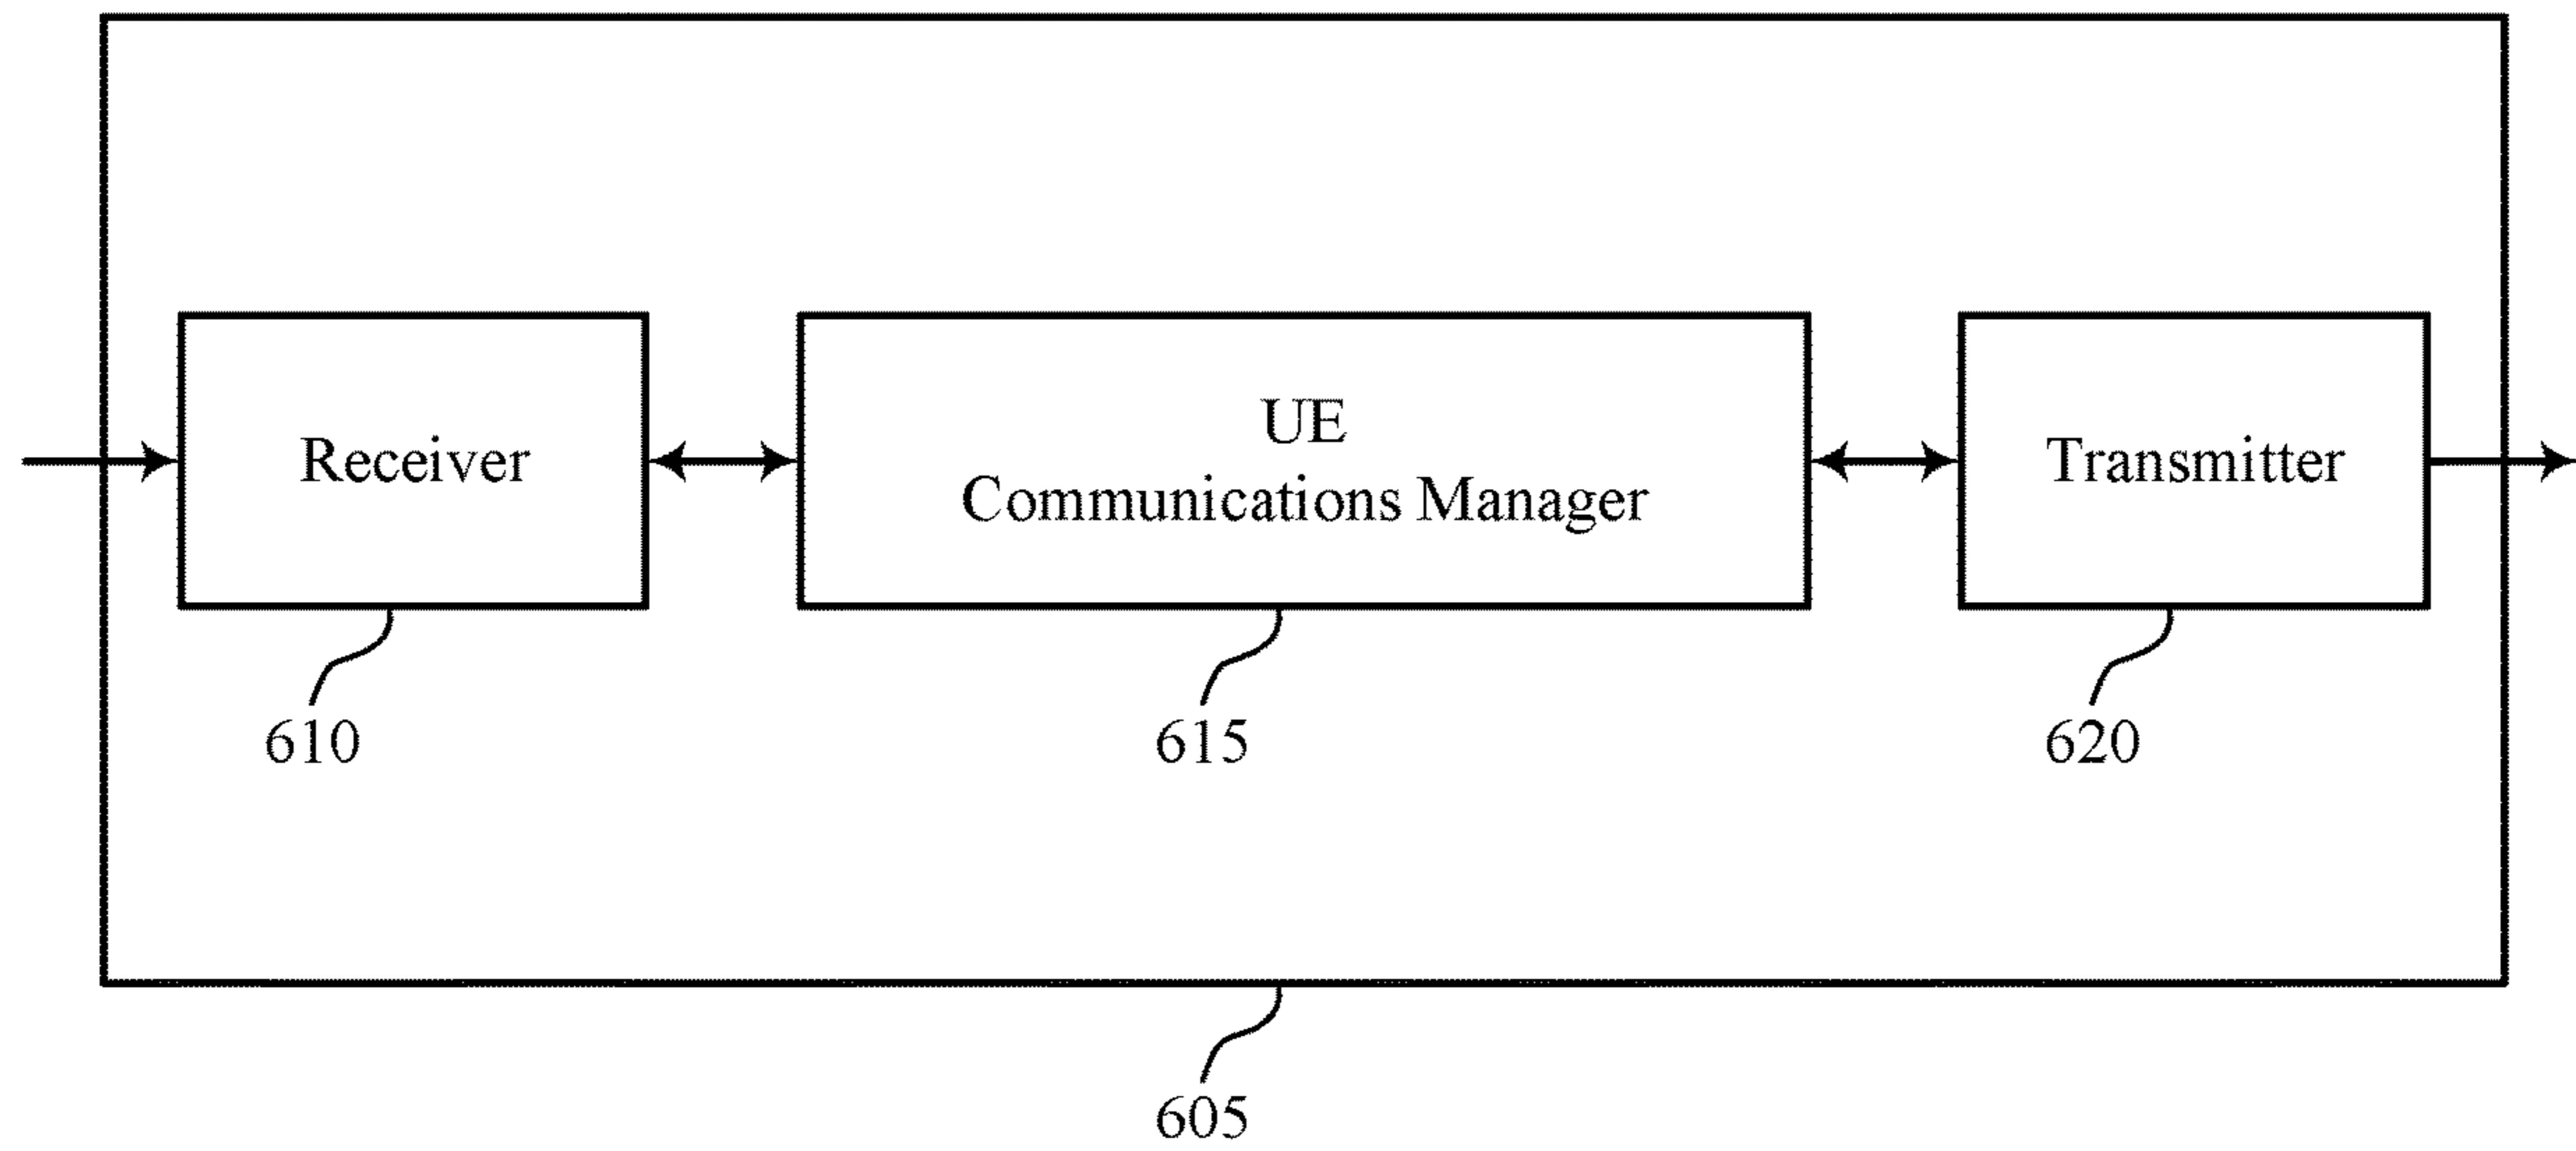 Receiver
UE
Communications Manager
Transmitter
610
615
620
605